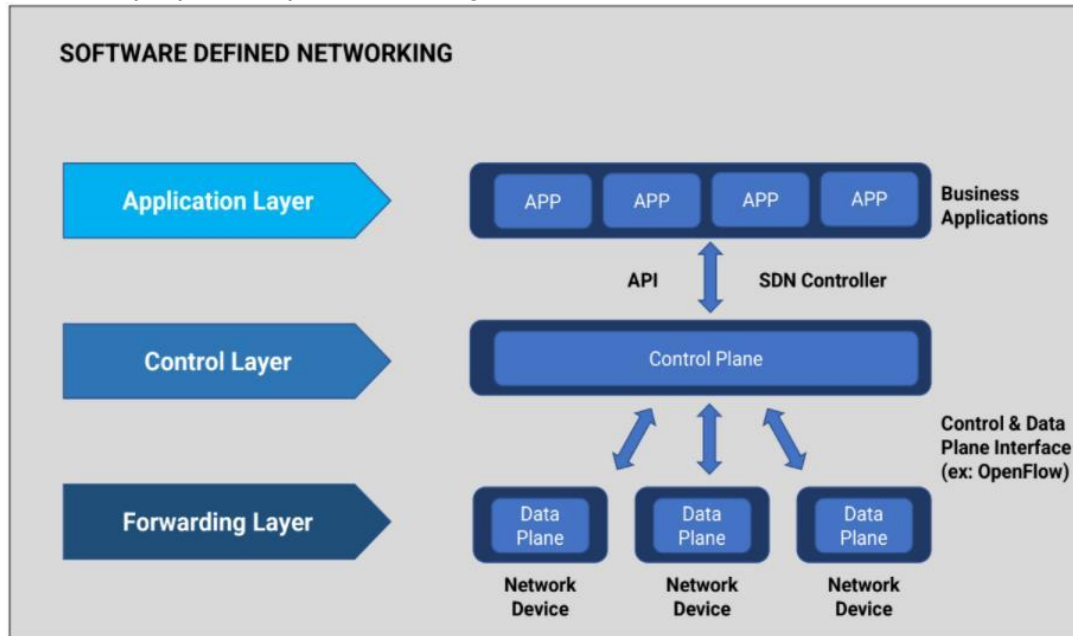 SOFTWARE DEFINED NETWORKING
Application Layer
APP
APP
APP
APP
Business
Applications
API
SDN Controller
Control Layer
Control Plane
Control & Data
Plane Interface
(ex: OpenFlow)
Forwarding Layer
Data
Plane
Data
Plane
Data
Plane
Network
Device
Network
Device
Network
Device